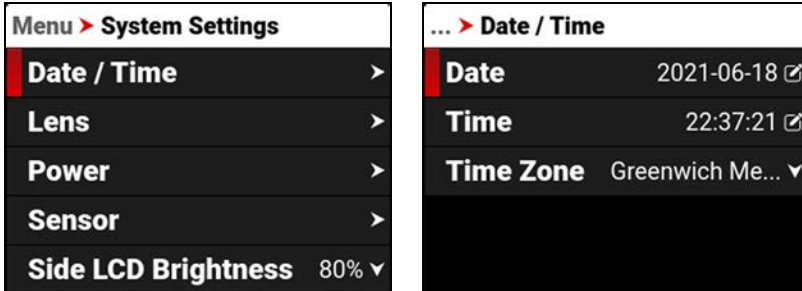 Menu > System Settings
Date / Time
Lens
Power
Sensor
Side LCD Brightness 80%
... > Date / Time
Date 2021-06-18
Time 22:37:21
Time Zone Greenwich Me...